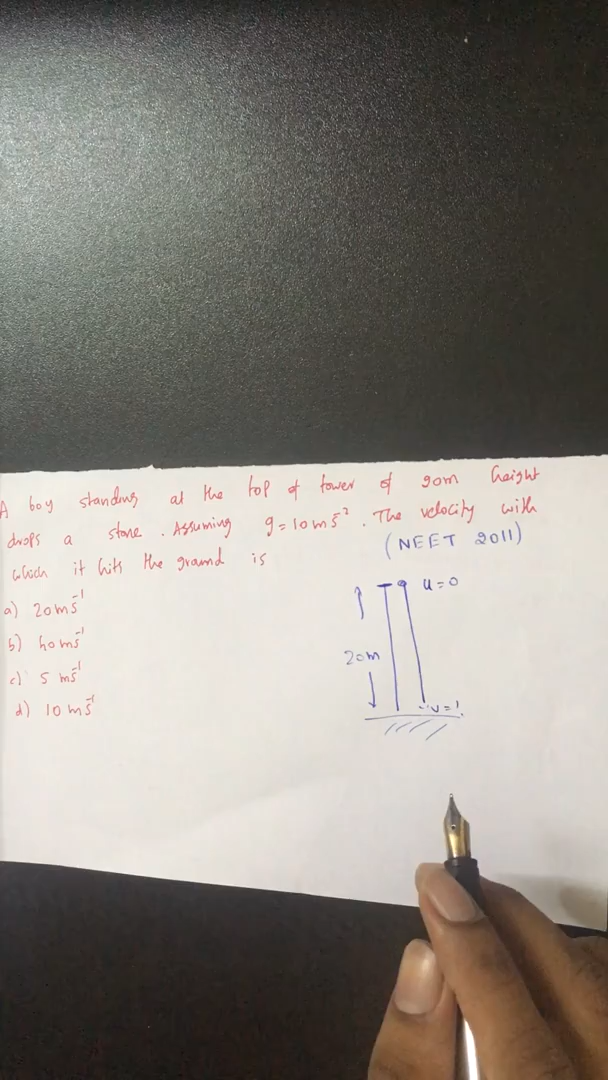 A boy standing at the top of tower of 20m height
drops a stone. Assuming g = 10 ms⁻². The velocity with
which it hits the ground is
(NEET 2011)
a) 20 ms⁻¹
b) 40 ms⁻¹
c) 5 ms⁻¹
d) 10 ms⁻¹
u = 0
20m